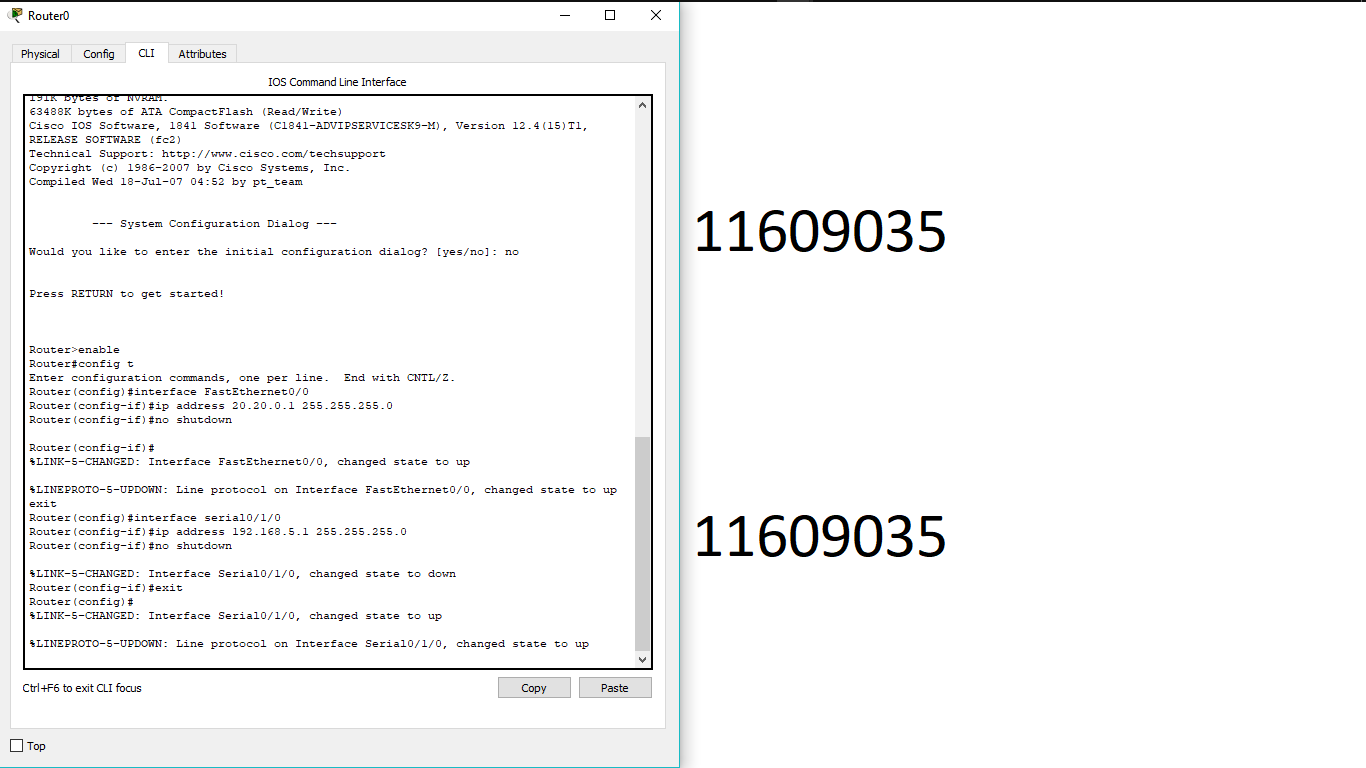 Router0
Physical
Config
CLI
Attributes
IOS Command Line Interface
191K bytes of NVRAM.
63488K bytes of ATA CompactFlash (Read/Write)
Cisco IOS Software, 1841 Software (C1841-ADVIPSERVICESK9-M), Version 12.4(15)T1,
RELEASE SOFTWARE (fc2)
Technical Support: http://www.cisco.com/techsupport
Copyright (c) 1986-2007 by Cisco Systems, Inc.
Compiled Wed 18-Jul-07 04:52 by pt_team
--- System Configuration Dialog ---
Would you like to enter the initial configuration dialog? [yes/no]: no
Press RETURN to get started!
Router>enable
Router#config t
Enter configuration commands, one per line.  End with CNTL/Z.
Router(config)#interface FastEthernet0/0
Router(config-if)#ip address 20.20.0.1 255.255.255.0
Router(config-if)#no shutdown
Router(config-if)#
%LINK-5-CHANGED: Interface FastEthernet0/0, changed state to up
%LINEPROTO-5-UPDOWN: Line protocol on Interface FastEthernet0/0, changed state to up
exit
Router(config)#interface serial0/1/0
Router(config-if)#ip address 192.168.5.1 255.255.255.0
Router(config-if)#no shutdown
%LINK-5-CHANGED: Interface Serial0/1/0, changed state to down
Router(config-if)#exit
Router(config)#
%LINK-5-CHANGED: Interface Serial0/1/0, changed state to up
%LINEPROTO-5-UPDOWN: Line protocol on Interface Serial0/1/0, changed state to up
Ctrl+F6 to exit CLI focus
Copy
Paste
Top
11609035
11609035